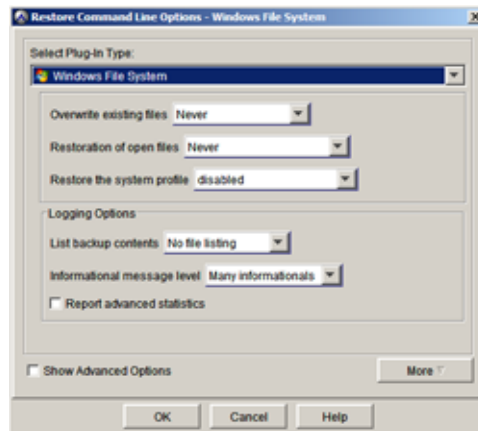 Restore Command Line Options - Windows File System
Select Plug-In Type:
Windows File System
Overwrite existing files Never
Restoration of open files Never
Restore the system profile disabled
Logging Options
List backup contents No file listing
Informational message level Many informationals
Report advanced statistics
Show Advanced Options More
OK Cancel Help